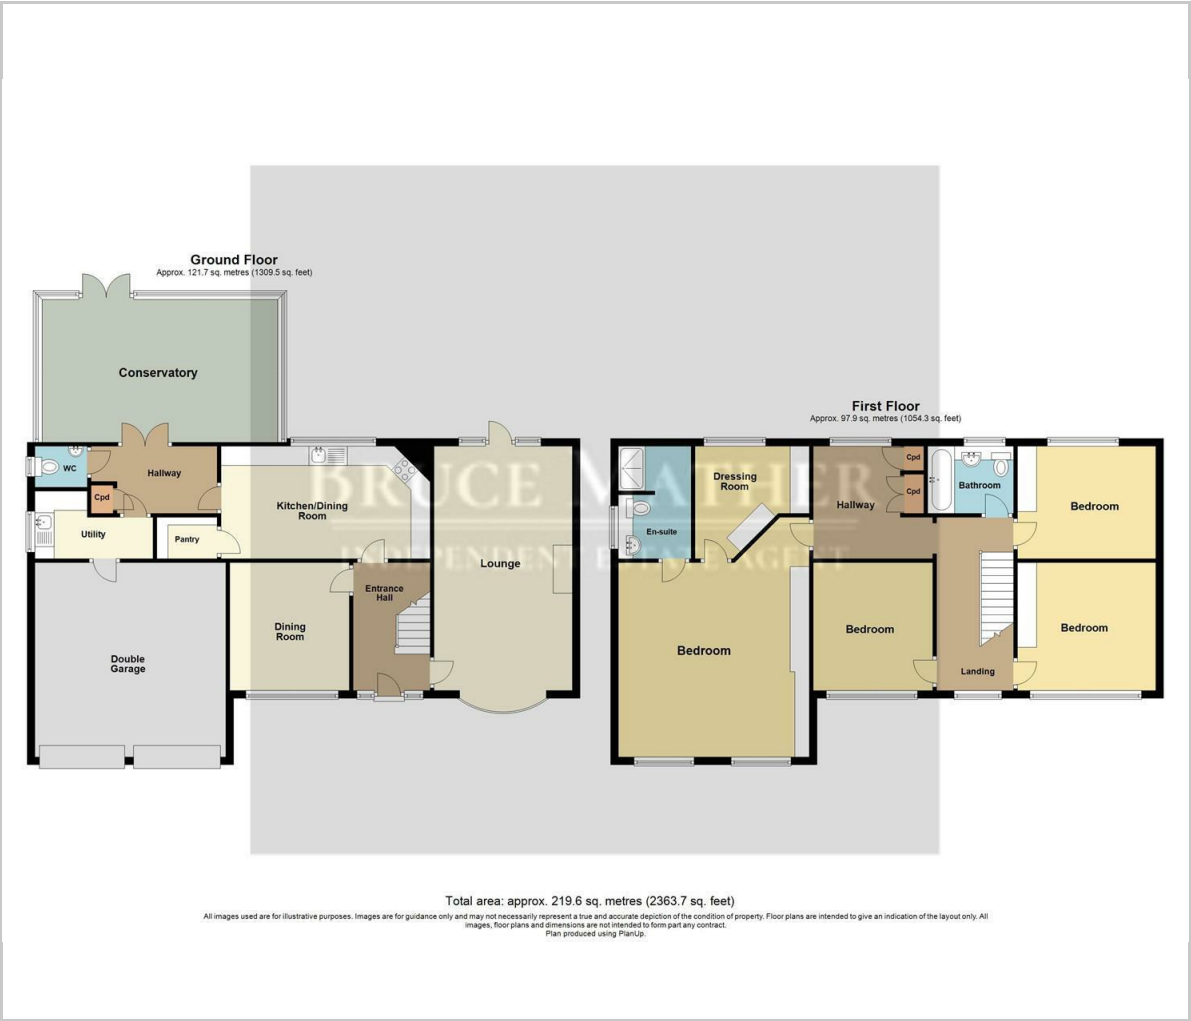 Ground Floor
Approx. 121.7 sq. metres (1309.5 sq. feet)
Conservatory
WC
Hallway
Cpd
Utility
Pantry
Kitchen/Dining
Room
Lounge
Entrance
Hall
Dining
Room
Double
Garage
First Floor
Approx. 97.9 sq. metres (1054.3 sq. feet)
Dressing
Room
En-suite
Hallway
Cpd
Cpd
Bathroom
Bedroom
Bedroom
Bedroom
Bedroom
Landing
BRUCE MATHER
INDEPENDENT ESTATE AGENT
Total area: approx. 219.6 sq. metres (2363.7 sq. feet)
All images used are for illustrative purposes. Images are for guidance only and may not necessarily represent a true and accurate depiction of the condition of property. Floor plans are intended to give an indication of the layout only. All
images, floor plans and dimensions are not intended to form part any contract.
Plan produced using PlanUp.